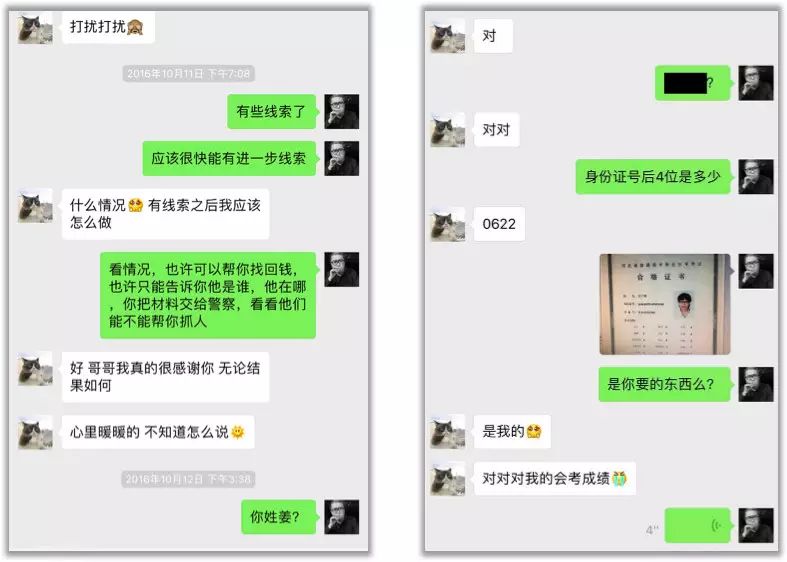 打扰打扰
2016年10月11日 下午7:08
有些线索了
应该很快能有进一步线索
什么情况 有线索之后我应该
怎么做
看情况，也许可以帮你找回钱，
也许只能告诉你他是谁，他在哪
，你把材料交给警察，看看他们
能不能帮你抓人
好 哥哥我真的很感谢你 无论结
果如何
心里暖暖的 不知道怎么说
2016年10月12日 下午3:38
你姓姜？
对
？
对对
身份证号后4位是多少
0622
合格证书
是你要的东西么？
是我的
对对对我的会考成绩
4"